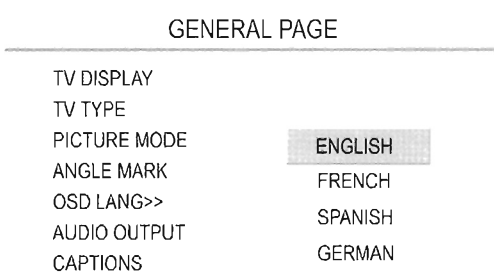 GENERAL PAGE
TV DISPLAY
TV TYPE
PICTURE MODE
ANGLE MARK
OSD LANG>>
AUDIO OUTPUT
CAPTIONS
ENGLISH
FRENCH
SPANISH
GERMAN